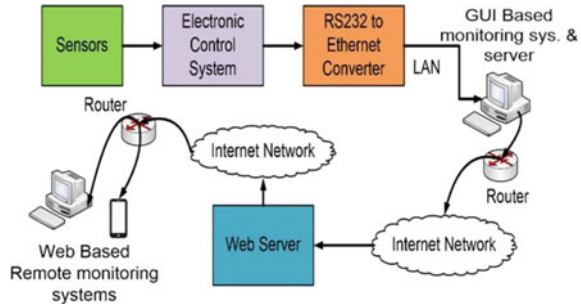 Sensors
Electronic
Control
System
RS232 to
Ethernet
Converter
LAN
GUI Based
monitoring sys. &
server
Router
Internet Network
Web Server
Internet Network
Router
Web Based
Remote monitoring
systems